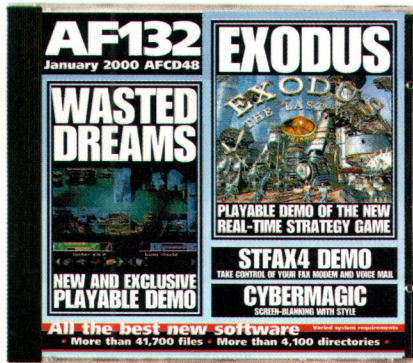 AF132
January 2000 AFCD48
WASTED
DREAMS
NEW AND EXCLUSIVE
PLAYABLE DEMO
EXODUS
EXODUS
THE LAST
PLAYABLE DEMO OF THE NEW
REAL-TIME STRATEGY GAME
STFAX4 DEMO
TAKE CONTROL OF YOUR FAX MODEM AND VOICE MAIL
CYBERMAGIC
SCREEN-BLANKING WITH STYLE
All the best new software
Varied system requirements
• More than 41,700 files • More than 4,100 directories •